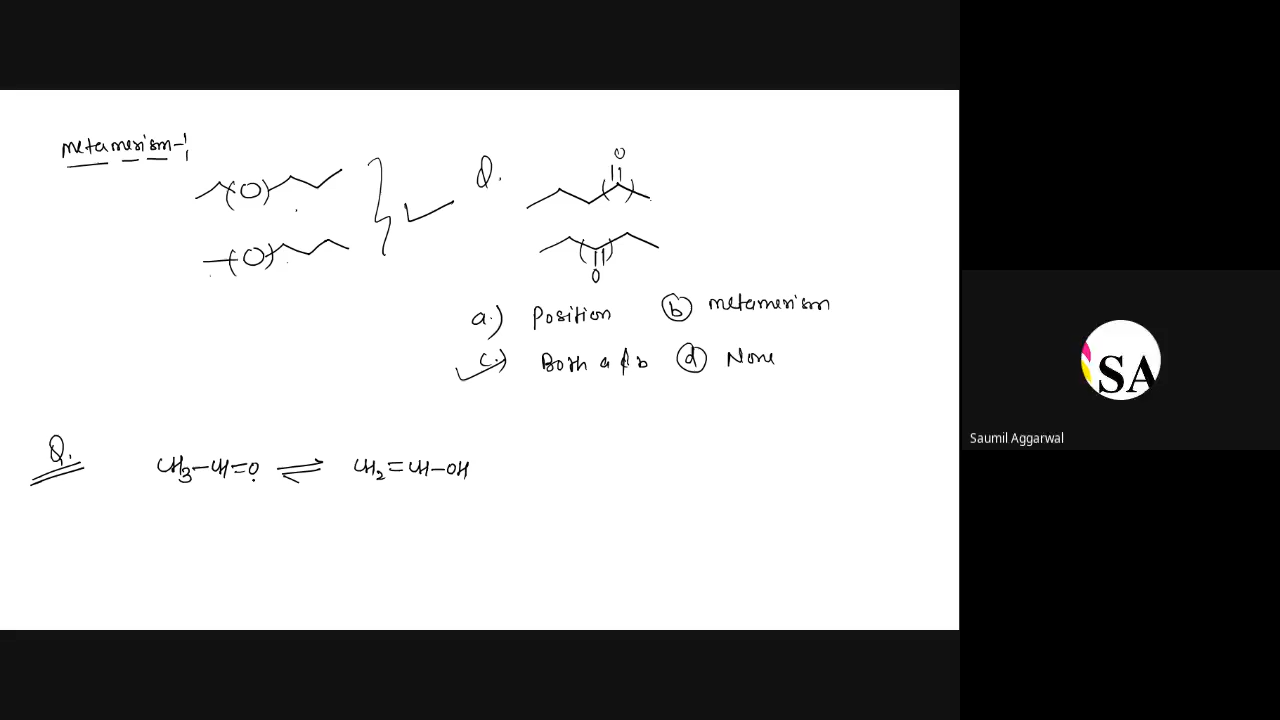 metamerism-!
O
O
Q.
O
O
a.) Position (b) metamerism
c.) Both a & b (d) None
Q. CH₃-CH=O ⇌ CH₂=CH-OH
SA
Saumil Aggarwal